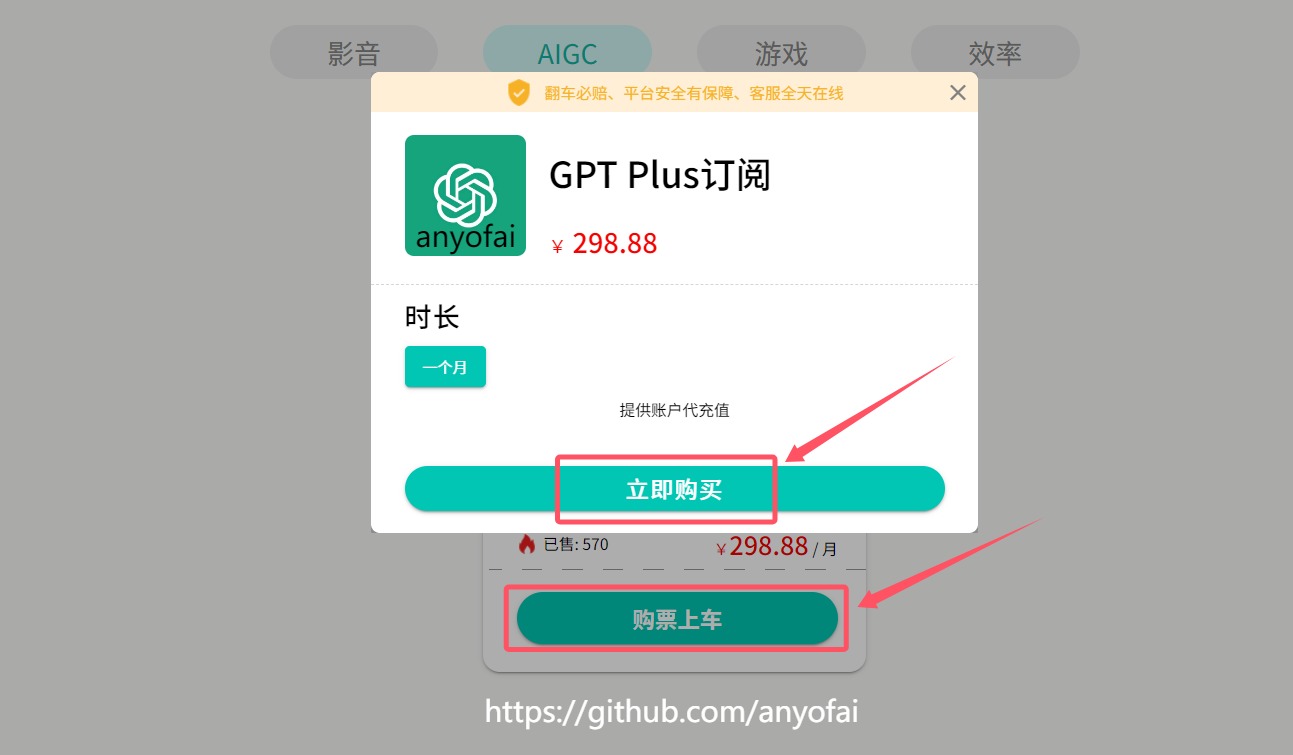 影音
AIGC
游戏
效率
翻车必赔、平台安全有保障、客服全天在线
GPT Plus订阅
anyofai
¥ 298.88
时长
一个月
提供账户代充值
立即购买
已售: 570
¥298.88 / 月
购票上车
https://github.com/anyofai